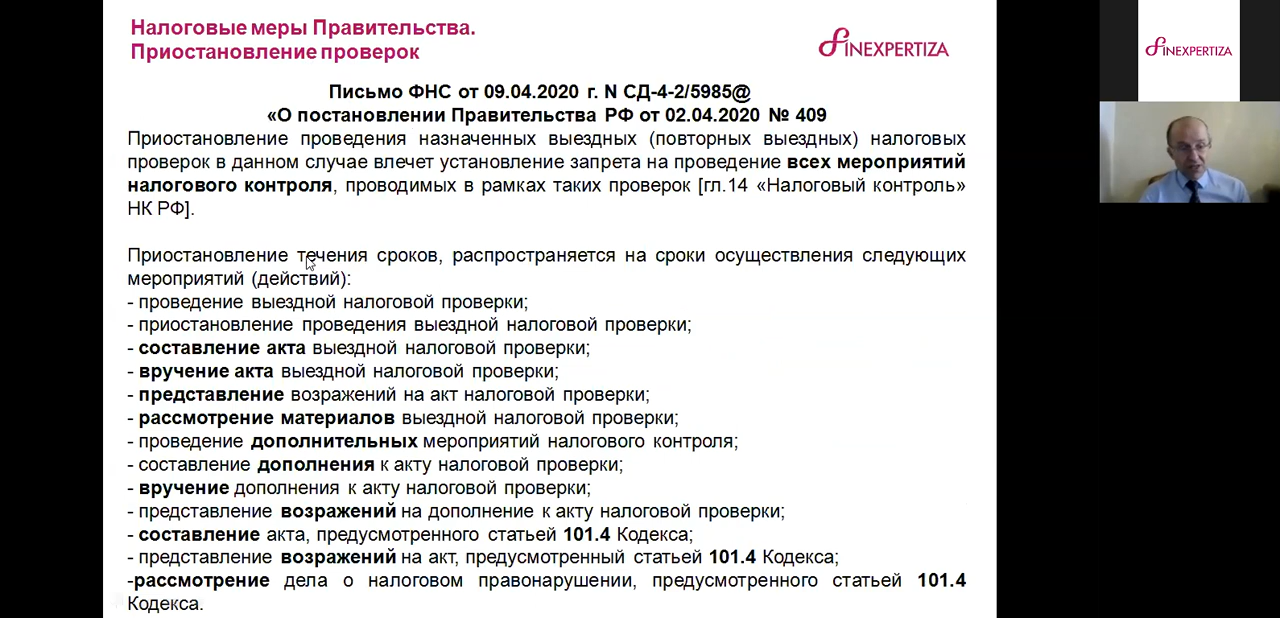 Налоговые меры Правительства.
Приостановление проверок
FINEXPERTIZA
FINEXPERTIZA
Письмо ФНС от 09.04.2020 г. N СД-4-2/5985@
«О постановлении Правительства РФ от 02.04.2020 № 409
Приостановление проведения назначенных выездных (повторных выездных) налоговых
проверок в данном случае влечет установление запрета на проведение всех мероприятий
налогового контроля, проводимых в рамках таких проверок [гл.14 «Налоговый контроль»
НК РФ].
Приостановление течения сроков, распространяется на сроки осуществления следующих
мероприятий (действий):
- проведение выездной налоговой проверки;
- приостановление проведения выездной налоговой проверки;
- составление акта выездной налоговой проверки;
- вручение акта выездной налоговой проверки;
- представление возражений на акт налоговой проверки;
- рассмотрение материалов выездной налоговой проверки;
- проведение дополнительных мероприятий налогового контроля;
- составление дополнения к акту налоговой проверки;
- вручение дополнения к акту налоговой проверки;
- представление возражений на дополнение к акту налоговой проверки;
- составление акта, предусмотренного статьей 101.4 Кодекса;
- представление возражений на акт, предусмотренный статьей 101.4 Кодекса;
-рассмотрение дела о налоговом правонарушении, предусмотренного статьей 101.4
Кодекса.